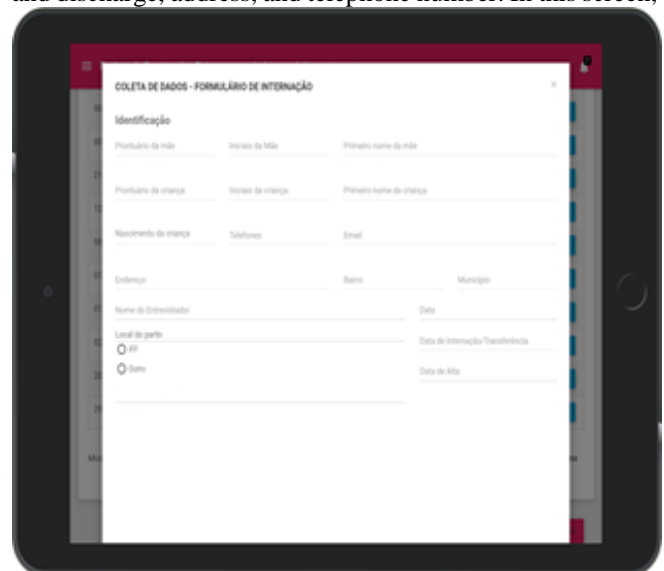 and discharge, address, and telephone number. In this screen,
COLETA DE DADOS - FORMULÁRIO DE INTERNAÇÃO ×
Identificação
Prontuário da mãe Iniciais da Mãe Primeiro nome da mãe
Prontuário da criança Iniciais da criança Primeiro nome da criança
Nascimento da criança Telefones Email
Endereço Bairro Município
Nome do Entrevistador Data
Local do parto
IFF Data de Internação/Transferência
Outro Data de Alta